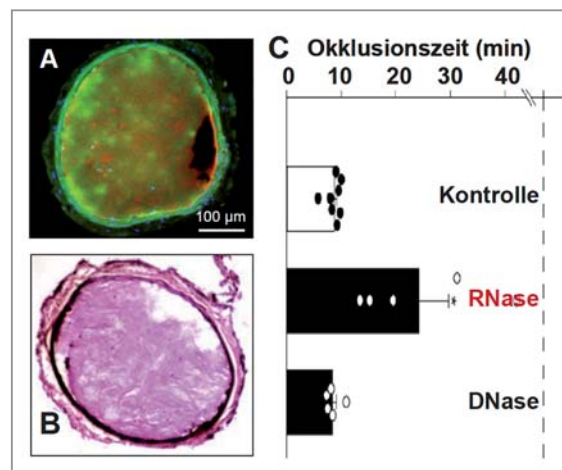 A
100 µm
B
C
Okklusionszeit (min)
0 10 20 30 40
Kontrolle
RNase
*
DNase